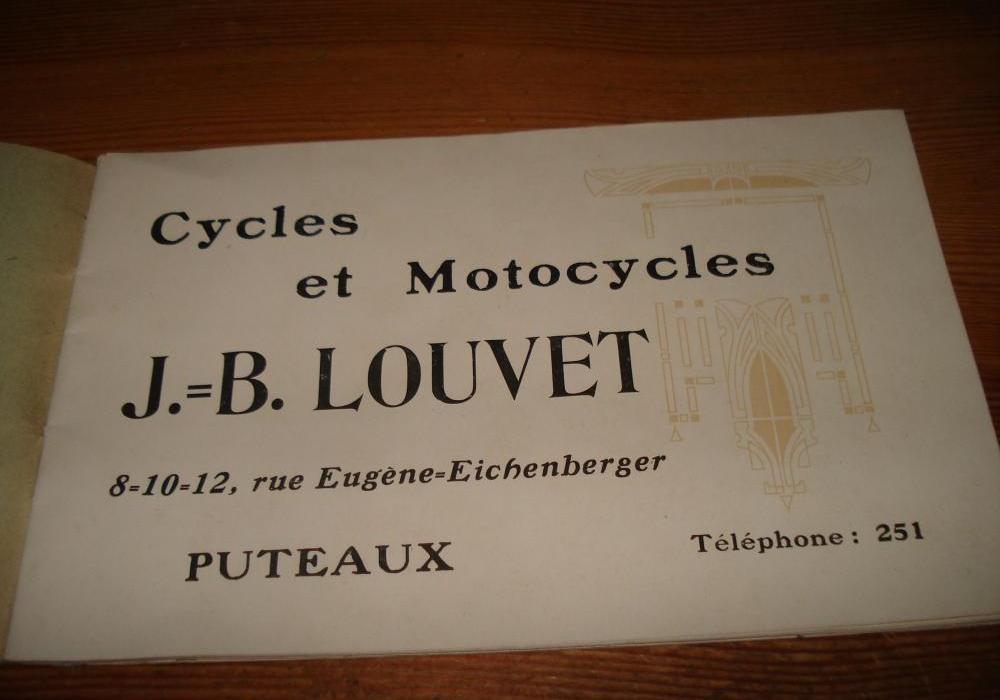 Cycles
et Motocycles
J.=B. LOUVET
8=10=12, rue Eugène=Eichenberger
PUTEAUX
Téléphone : 251